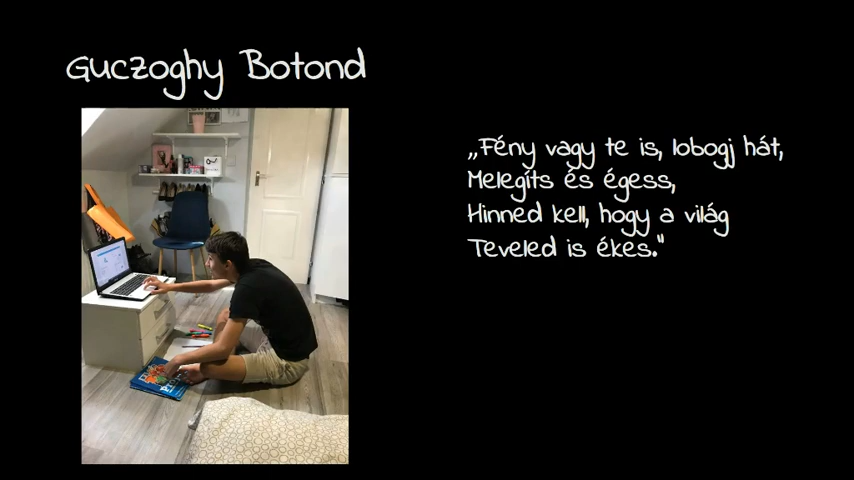 Guczoghy Botond
„Fény vagy te is, lobogj hát,
Melegíts és égess,
Hinned kell, hogy a világ
Teveled is ékes."